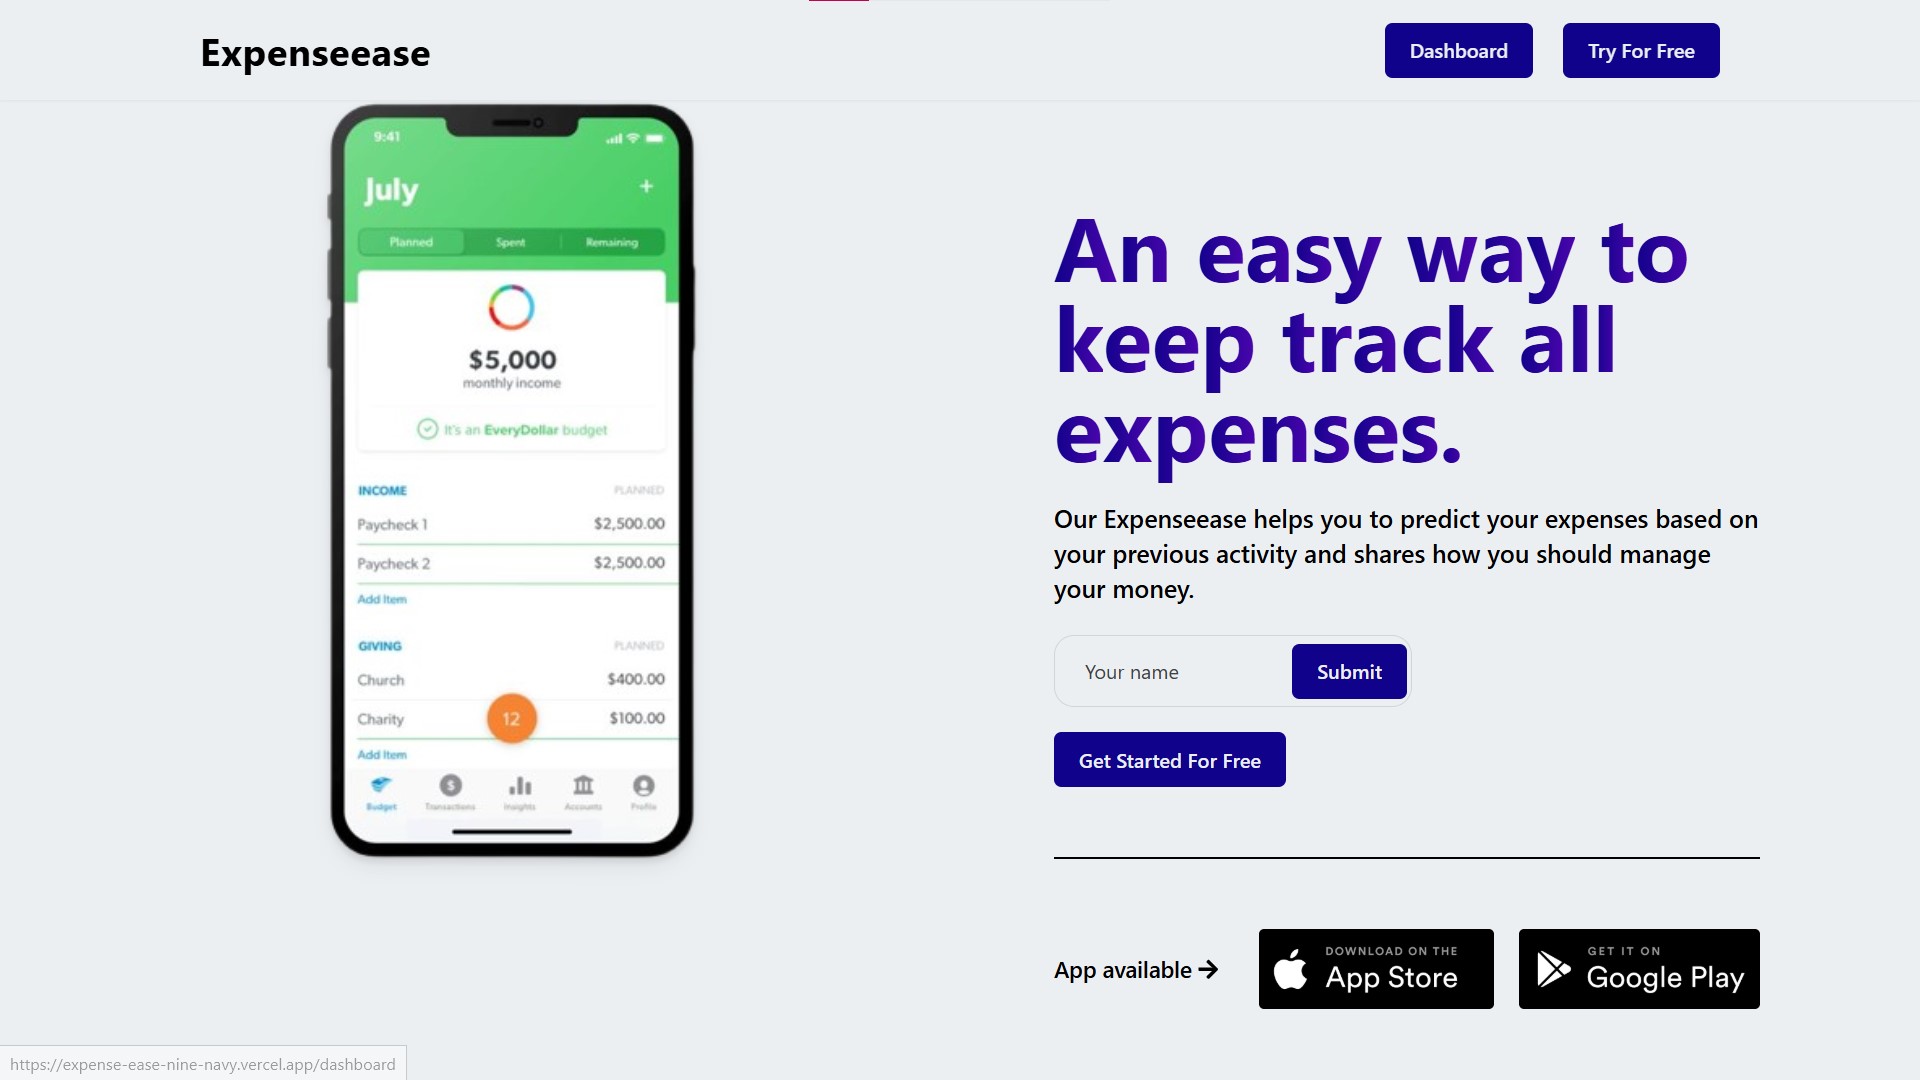 Expenseease
Dashboard
Try For Free
9:41
July
+
Planned
Spent
Remaining
$5,000
monthly income
It's an EveryDollar budget
INCOME
PLANNED
Paycheck 1
$2,500.00
Paycheck 2
$2,500.00
Add Item
GIVING
PLANNED
Church
$400.00
Charity
12
$100.00
Add Item
$
Budget
Transactions
Insights
Accounts
Profile
An easy way to
keep track all
expenses.
Our Expenseease helps you to predict your expenses based on
your previous activity and shares how you should manage
your money.
Your name
Submit
Get Started For Free
App available
DOWNLOAD ON THE
App Store
GET IT ON
Google Play
https://expense-ease-nine-navy.vercel.app/dashboard